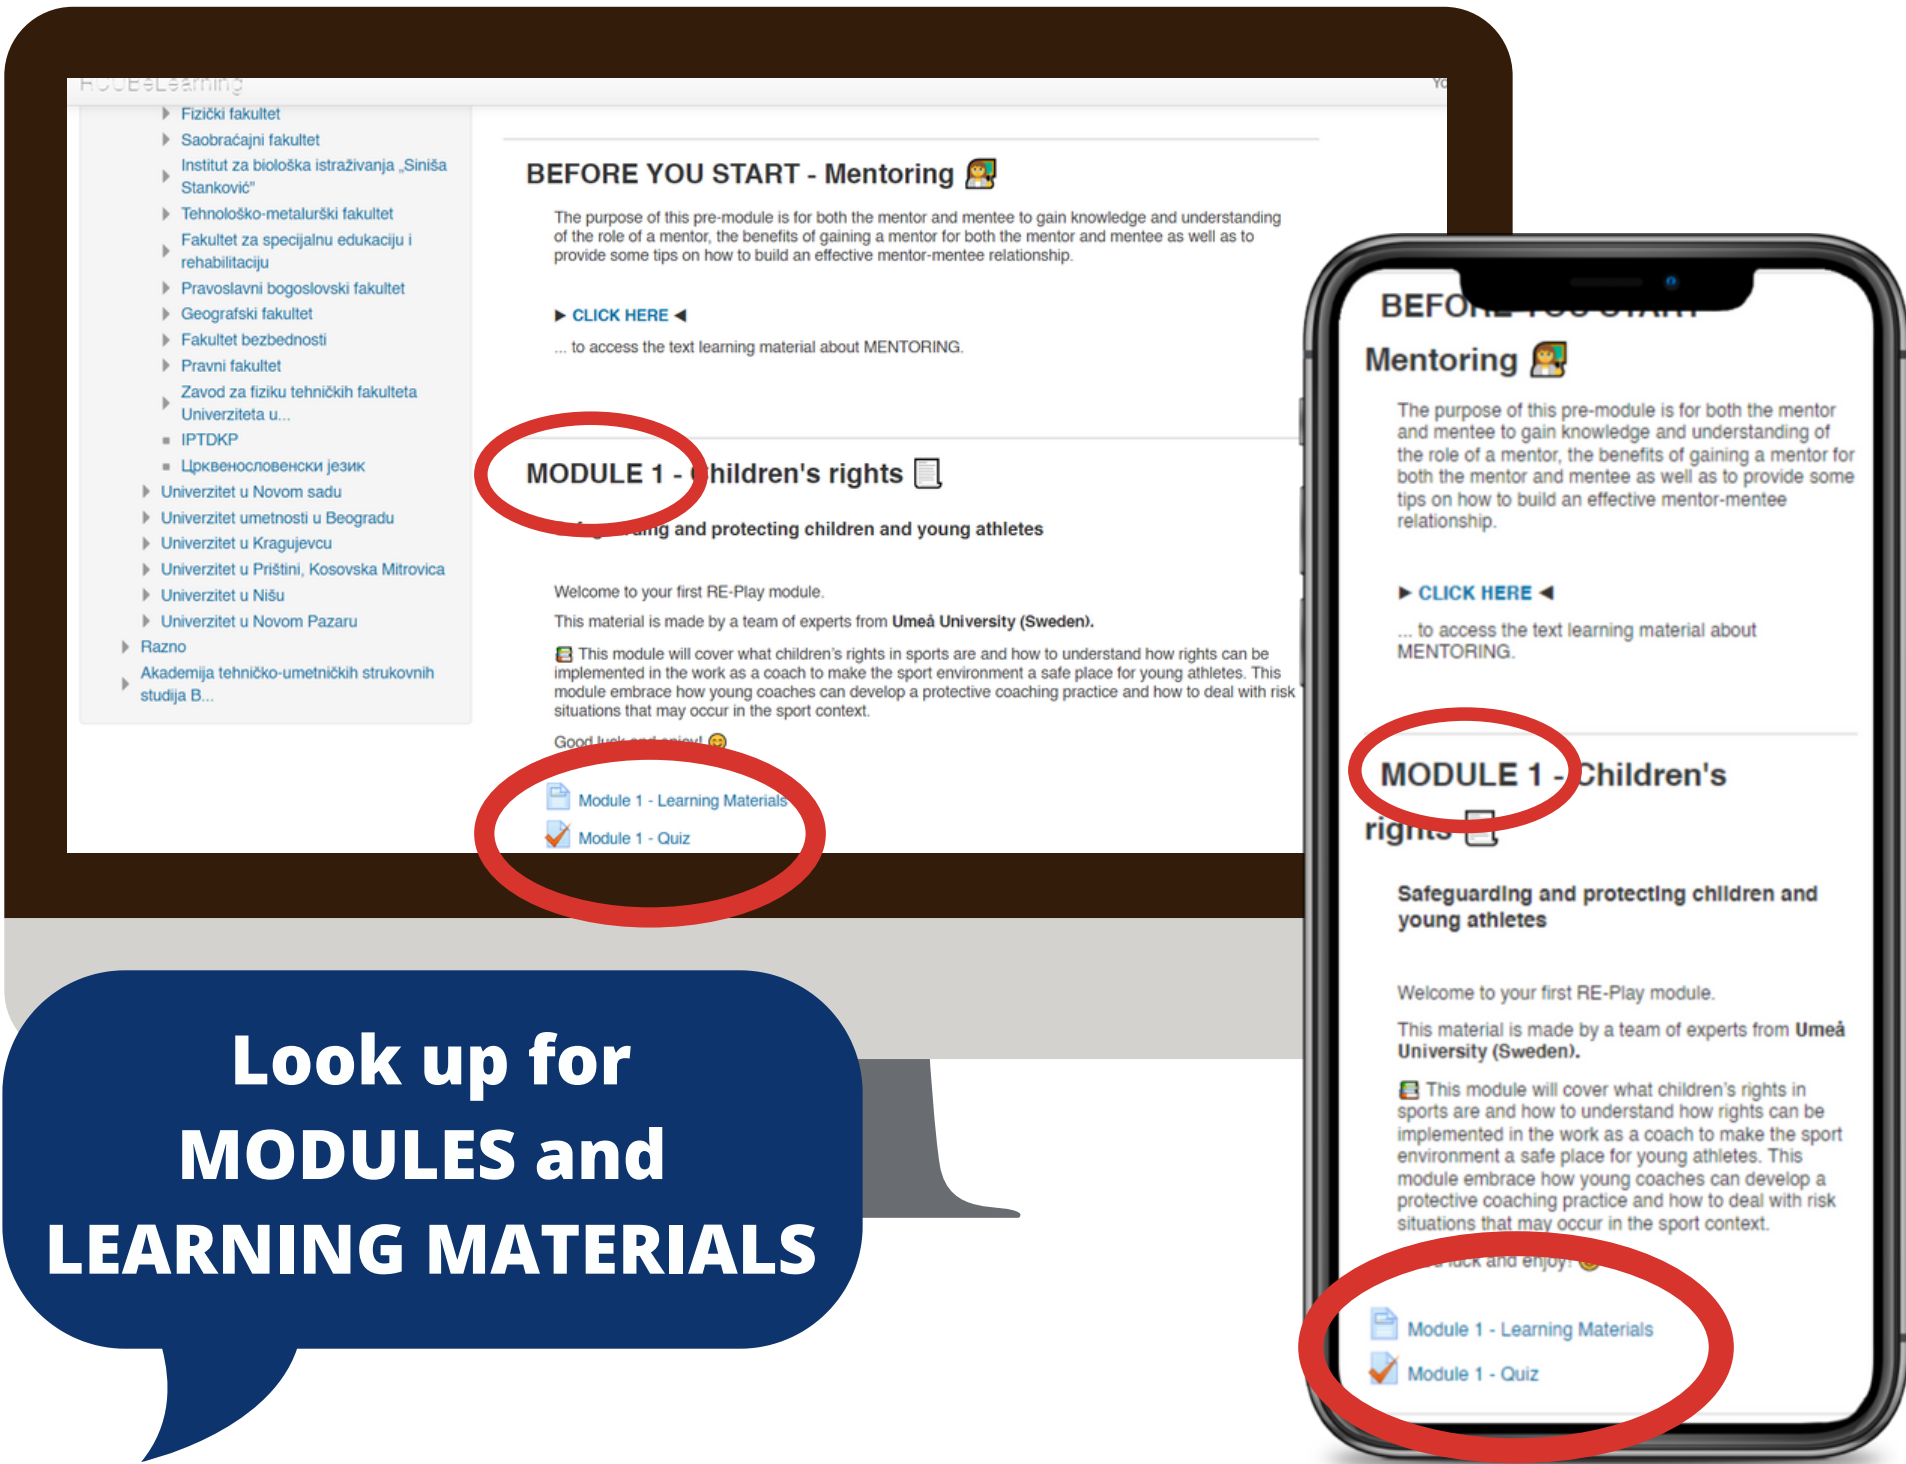 RCUBeLearning
Fizički fakultet
Saobraćajni fakultet
Institut za biološka istraživanja „Siniša
Stanković"
Tehnološko-metalurški fakultet
Fakultet za specijalnu edukaciju i
rehabilitaciju
Pravoslavni bogoslovski fakultet
Geografski fakultet
Fakultet bezbednosti
Pravni fakultet
Zavod za fiziku tehničkih fakulteta
Univerziteta u...
IPTDKP
Црквенословенски језик
Univerzitet u Novom sadu
Univerzitet umetnosti u Beogradu
Univerzitet u Kragujevcu
Univerzitet u Prištini, Kosovska Mitrovica
Univerzitet u Nišu
Univerzitet u Novom Pazaru
Razno
Akademija tehničko-umetničkih strukovnih
studija B...
BEFORE YOU START - Mentoring
The purpose of this pre-module is for both the mentor and mentee to gain knowledge and understanding
of the role of a mentor, the benefits of gaining a mentor for both the mentor and mentee as well as to
provide some tips on how to build an effective mentor-mentee relationship.
► CLICK HERE ◄
... to access the text learning material about MENTORING.
MODULE 1 - Children's rights
and protecting children and young athletes
Welcome to your first RE-Play module.
This material is made by a team of experts from Umeå University (Sweden).
This module will cover what children's rights in sports are and how to understand how rights can be
implemented in the work as a coach to make the sport environment a safe place for young athletes. This
module embrace how young coaches can develop a protective coaching practice and how to deal with risk
situations that may occur in the sport context.
Good luck and enjoy!
Module 1 - Learning Materials
Module 1 - Quiz
BEFORE YOU START
Mentoring
The purpose of this pre-module is for both the mentor
and mentee to gain knowledge and understanding of
the role of a mentor, the benefits of gaining a mentor for
both the mentor and mentee as well as to provide some
tips on how to build an effective mentor-mentee
relationship.
► CLICK HERE ◄
... to access the text learning material about
MENTORING.
MODULE 1 - Children's
rights
Safeguarding and protecting children and
young athletes
Welcome to your first RE-Play module.
This material is made by a team of experts from Umeå
University (Sweden).
This module will cover what children's rights in
sports are and how to understand how rights can be
implemented in the work as a coach to make the sport
environment a safe place for young athletes. This
module embrace how young coaches can develop a
protective coaching practice and how to deal with risk
situations that may occur in the sport context.
luck and enjoy!
Module 1 - Learning Materials
Module 1 - Quiz
Look up for
MODULES and
LEARNING MATERIALS